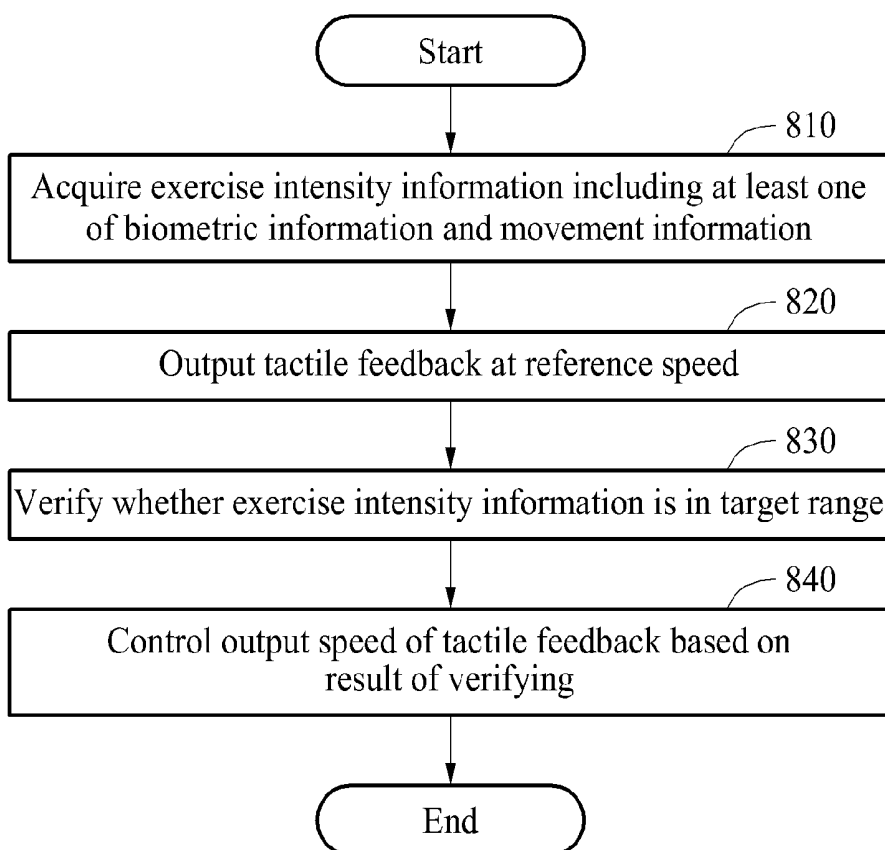 Start
810
Acquire exercise intensity information including at least one
of biometric information and movement information
820
Output tactile feedback at reference speed
830
Verify whether exercise intensity information is in target range
840
Control output speed of tactile feedback based on
result of verifying
End